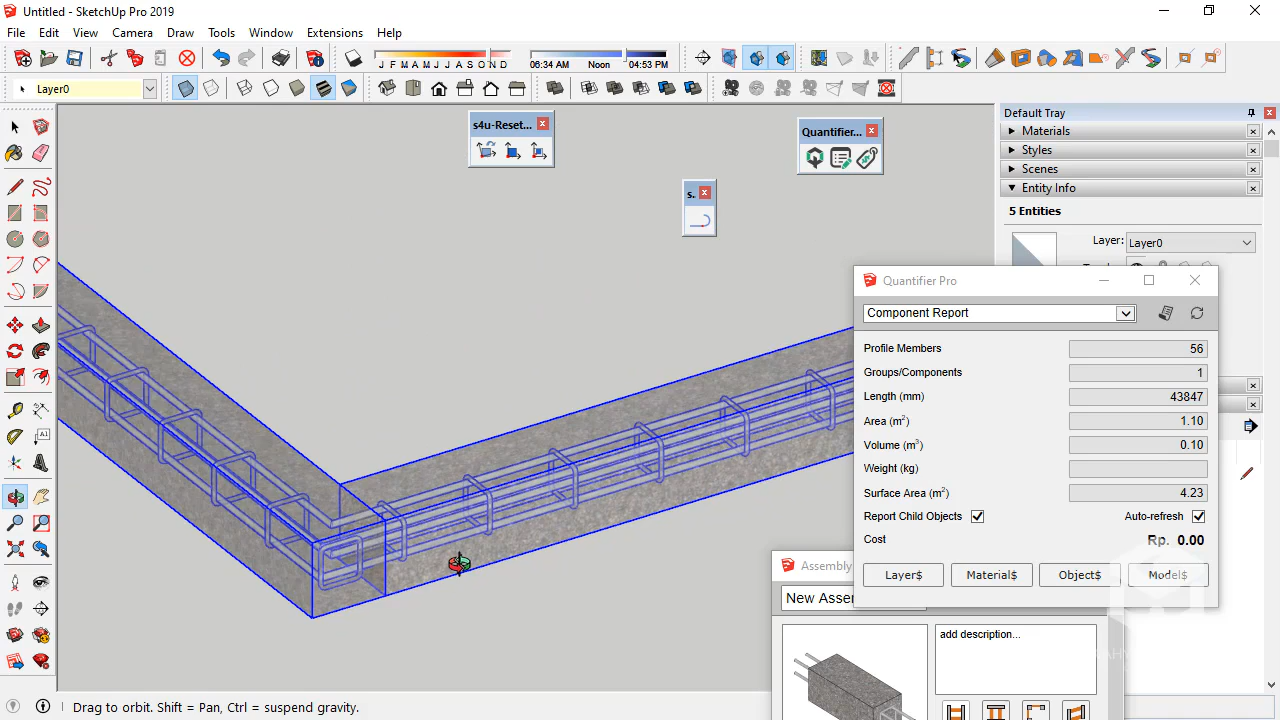 Untitled - SketchUp Pro 2019
File Edit View Camera Draw Tools Window Extensions Help
J F M A M J J A S O N D
06:34 AM Noon 04:53 PM
Layer0
Default Tray
s4u-Reset...
Quantifier...
Materials
Styles
Scenes
s.
Entity Info
5 Entities
Layer: Layer0
Quantifier Pro
Component Report
Profile Members 56
Groups/Components 1
Length (mm) 43847
Area (m²) 1.10
Volume (m³) 0.10
Weight (kg)
Surface Area (m²) 4.23
Report Child Objects Auto-refresh
Cost Rp. 0.00
Assembly
Layer$ Material$ Object$ Model$
New Assem
add description...
Drag to orbit. Shift = Pan, Ctrl = suspend gravity.